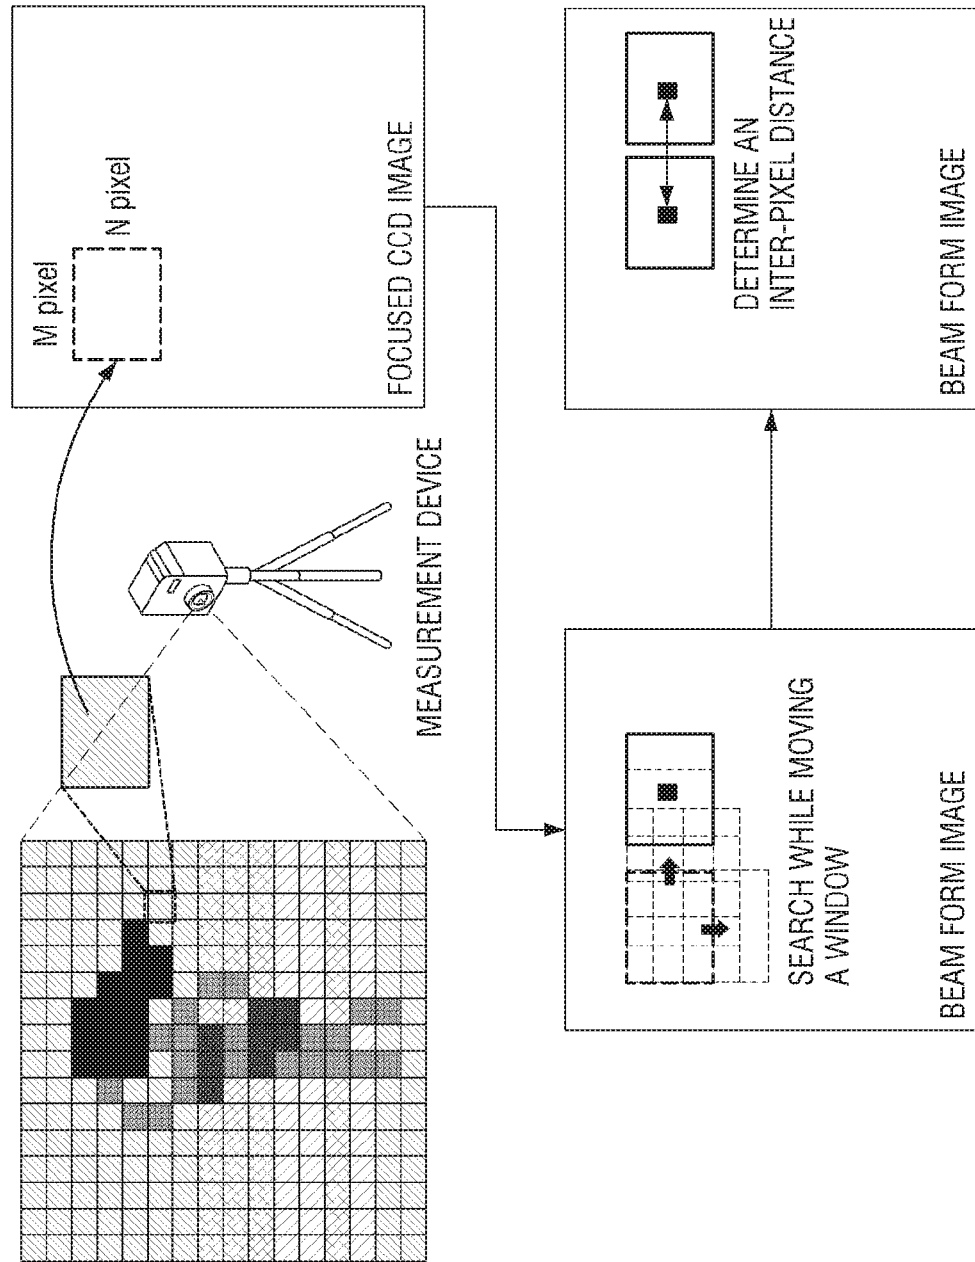 MEASUREMENT DEVICE
M pixel
N pixel
FOCUSED CCD IMAGE
SEARCH WHILE MOVING
A WINDOW
BEAM FORM IMAGE
DETERMINE AN
INTER-PIXEL DISTANCE
BEAM FORM IMAGE